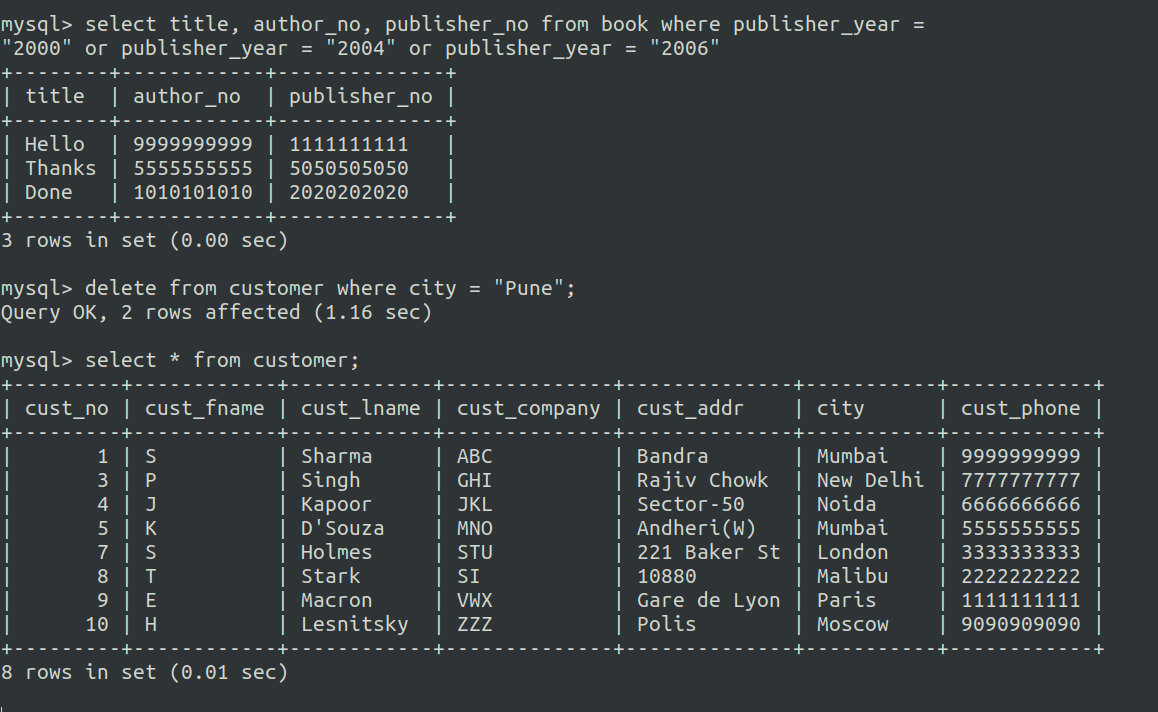 mysql> select title, author_no, publisher_no from book where publisher_year =
"2000" or publisher_year = "2004" or publisher_year = "2006"
+--------+------------+--------------+
| title  | author_no  | publisher_no |
+--------+------------+--------------+
| Hello  | 9999999999 | 1111111111   |
| Thanks | 5555555555 | 5050505050   |
| Done   | 1010101010 | 2020202020   |
+--------+------------+--------------+
3 rows in set (0.00 sec)

mysql> delete from customer where city = "Pune";
Query OK, 2 rows affected (1.16 sec)

mysql> select * from customer;
+---------+------------+------------+--------------+--------------+-----------+------------+
| cust_no | cust_fname | cust_lname | cust_company | cust_addr    | city      | cust_phone |
+---------+------------+------------+--------------+--------------+-----------+------------+
|       1 | S          | Sharma     | ABC          | Bandra       | Mumbai    | 9999999999 |
|       3 | P          | Singh      | GHI          | Rajiv Chowk  | New Delhi | 7777777777 |
|       4 | J          | Kapoor     | JKL          | Sector-50    | Noida     | 6666666666 |
|       5 | K          | D'Souza    | MNO          | Andheri(W)   | Mumbai    | 5555555555 |
|       7 | S          | Holmes     | STU          | 221 Baker St | London    | 3333333333 |
|       8 | T          | Stark      | SI           | 10880        | Malibu    | 2222222222 |
|       9 | E          | Macron     | VWX          | Gare de Lyon | Paris     | 1111111111 |
|      10 | H          | Lesnitsky  | ZZZ          | Polis        | Moscow    | 9090909090 |
+---------+------------+------------+--------------+--------------+-----------+------------+
8 rows in set (0.01 sec)